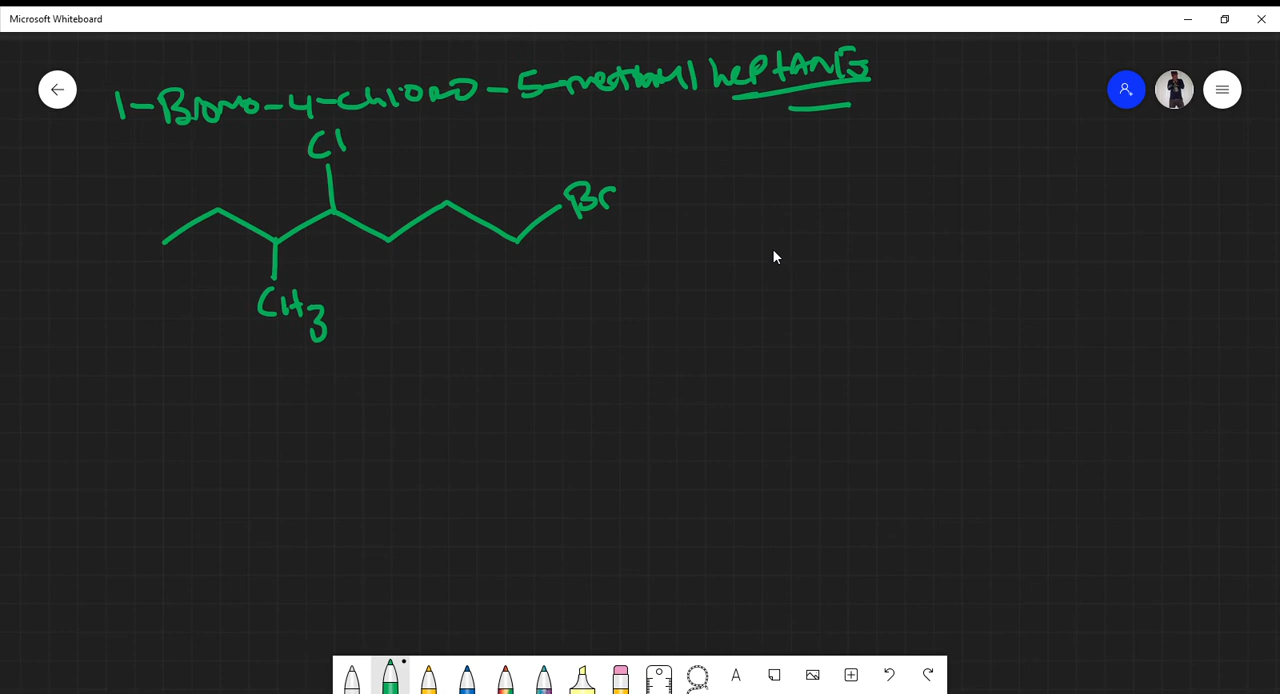 Microsoft Whiteboard
1-Bromo-4-chloro-5-methyl heptane
Cl
Br
CH3
A